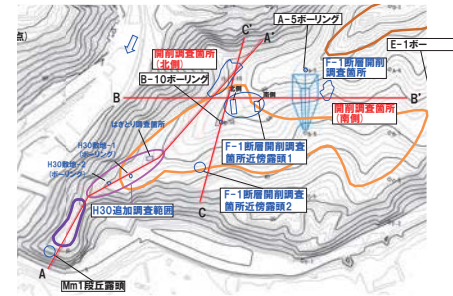 点)
C'
A'
A-5ボーリング
E-1ボー
開削調査箇所
(北側)
F-1断層開削
調査箇所
B-10ボーリング
北側
南側
B
B'
開削調査箇所
(南側)
はぎとり調査箇所
H30敷地-1
(ボーリング)
H30敷地-2
(ボーリング)
F-1断層開削調査
箇所近傍露頭1
F-1断層開削調査
箇所近傍露頭2
H30追加調査範囲
C
A
Mm1段丘露頭